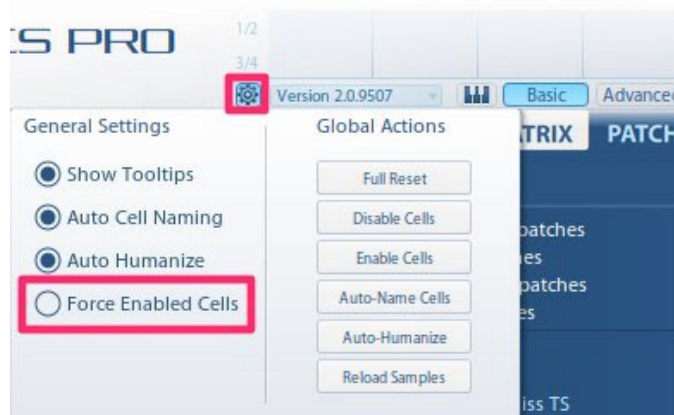 CS PRO
1/2
3/4
Version 2.0.9507
Basic
Advanced
General Settings
Global Actions
TRIX
PATCH
Show Tooltips
Full Reset
Auto Cell Naming
Disable Cells
patches
Auto Humanize
Enable Cells
es
Force Enabled Cells
Auto-Name Cells
patches
es
Auto-Humanize
Reload Samples
iss TS